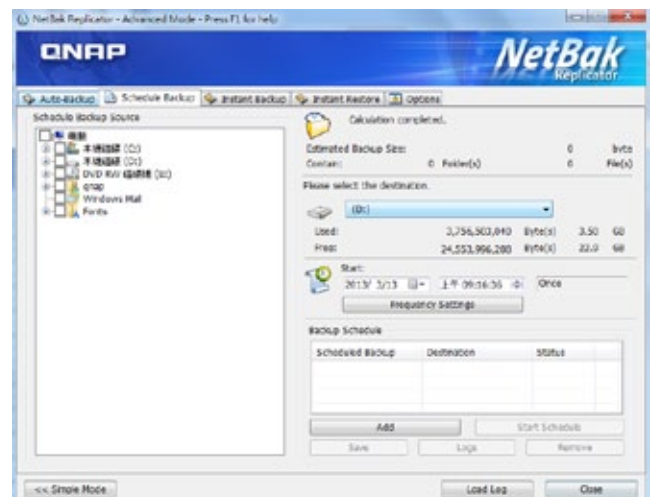 NetBak Replicator - Advanced Mode - Press F1 for help
QNAP
NetBak
Replicator
Auto-Backup
Schedule Backup
Instant Backup
Instant Restore
Options
Schedule Backup Source
(C:)
(D:)
DVD RW
qnap
Windows Mail
Fonts
Calculation completed.
Estimated Backup Size: 0 byte
Contain: 0 Folder(s) 0 File(s)
Please select the destination.
(D:)
Used: 3,756,503,040 Byte(s) 3.50 GB
Free: 24,553,996,288 Byte(s) 22.9 GB
Start:
2013/ 3/13 上午 09:16:36 Once
Frequency Settings
Backup Schedule
Scheduled Backup Destination Status
Add Start Schedule
Save Logs Remove
<< Simple Mode Load Log Close